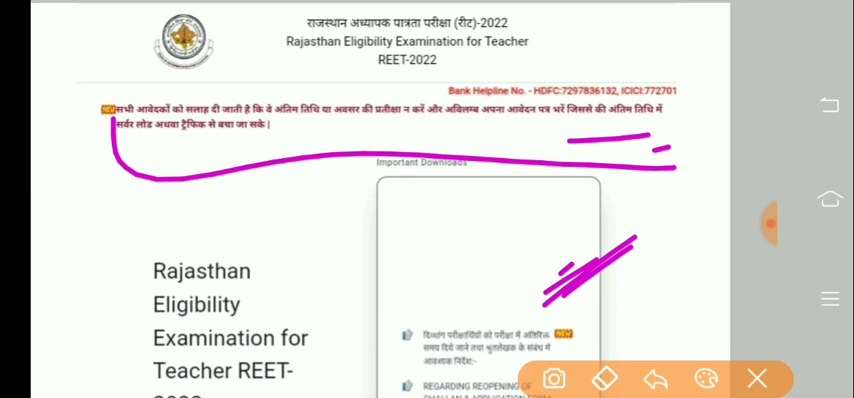 राजस्थान अध्यापक पात्रता परीक्षा (रीट)-2022
Rajasthan Eligibility Examination for Teacher
REET-2022
Bank Helpline No. - HDFC:7297836132, ICICI:772701
NEW सभी आवेदकों को सलाह दी जाती है कि वे अंतिम तिथि या अवसर की प्रतीक्षा न करें और अविलम्ब अपना आवेदन पत्र भरें जिससे की अंतिम तिथि में
सर्वर लोड अथवा ट्रैफिक से बचा जा सके |
Important Downloads
Rajasthan
Eligibility
Examination for
Teacher REET-
दिव्यांग परीक्षार्थियों को परीक्षा में अतिरिक्त NEW
समय दिये जाने तथा श्रुतलेखक के संबंध में
आवश्यक निर्देश:-
REGARDING REOPENING OF